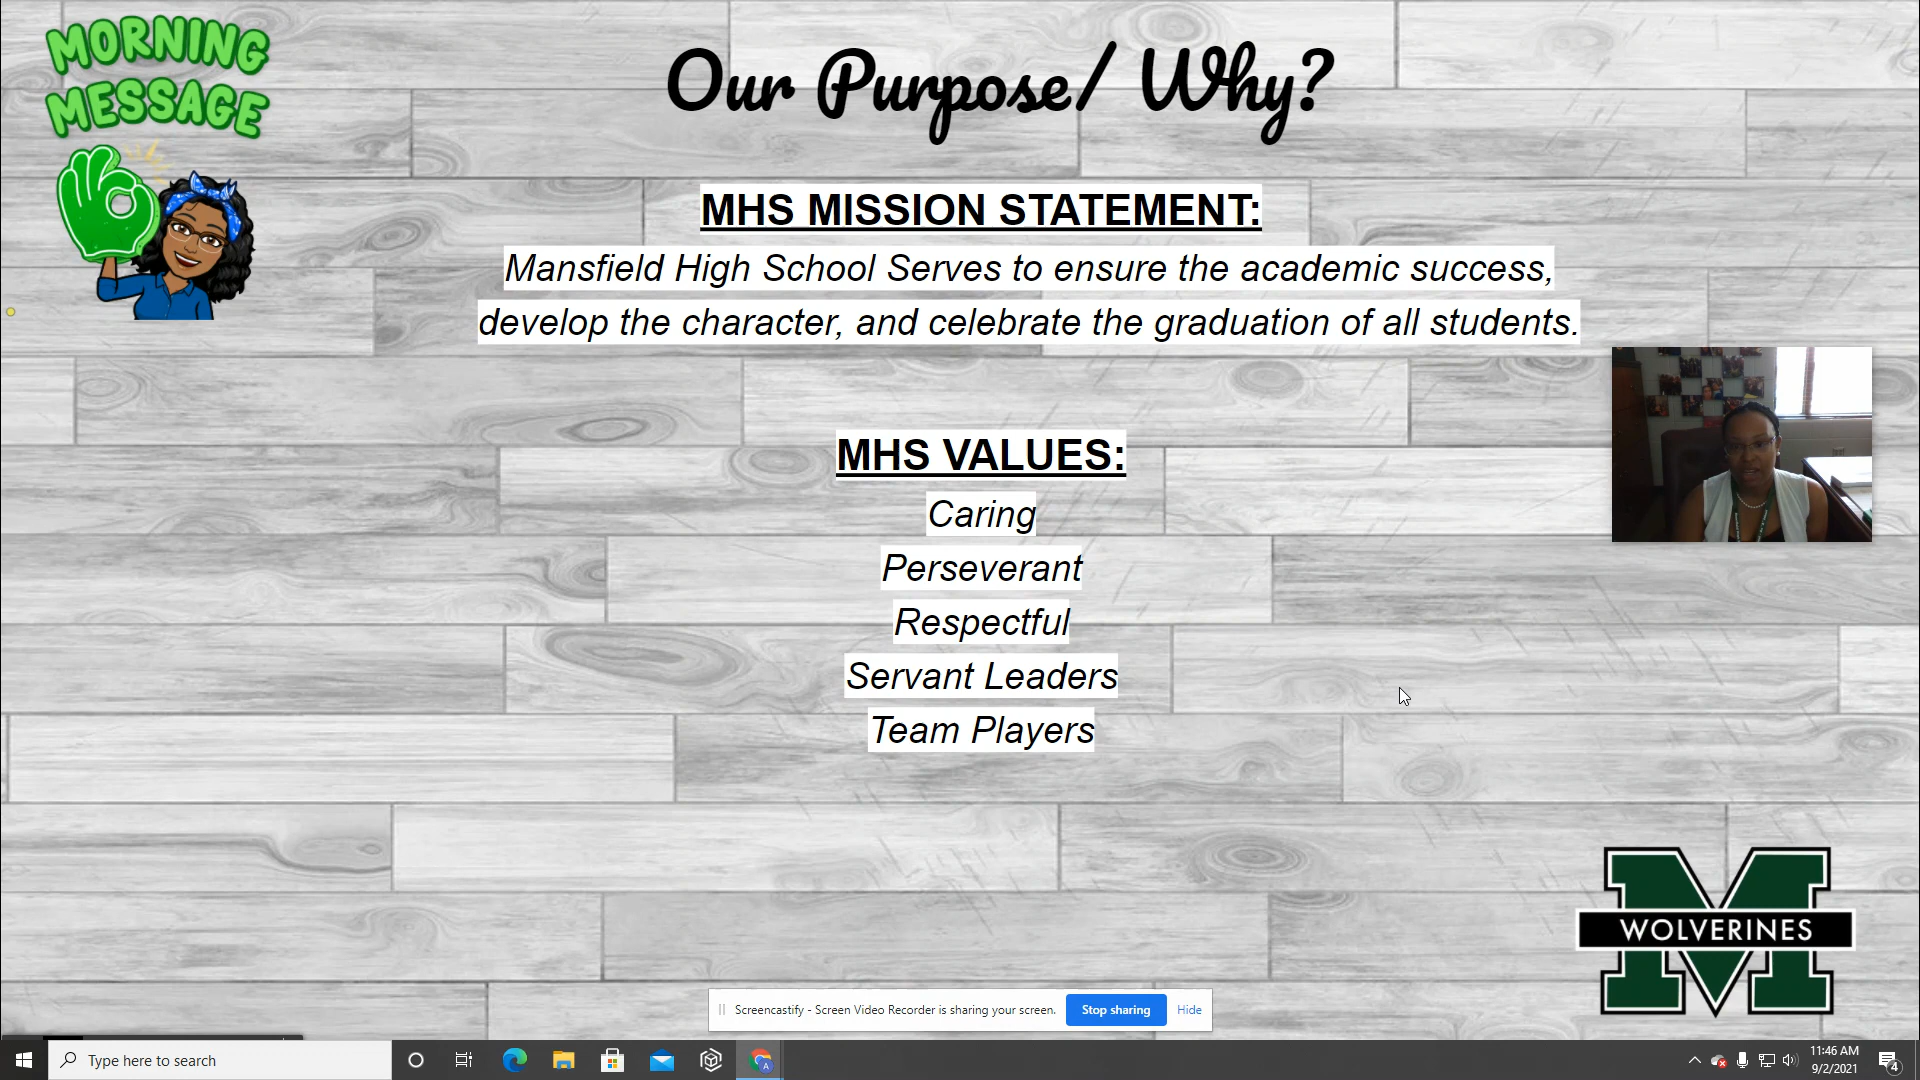 MORNING
MESSAGE
Our Purpose/ Why?
MHS MISSION STATEMENT:
Mansfield High School Serves to ensure the academic success,
develop the character, and celebrate the graduation of all students.
MHS VALUES:
Caring
Perseverant
Respectful
Servant Leaders
Team Players
WOLVERINES
Screencastify - Screen Video Recorder is sharing your screen.
Stop sharing
Hide
Type here to search
11:46 AM
9/2/2021
4